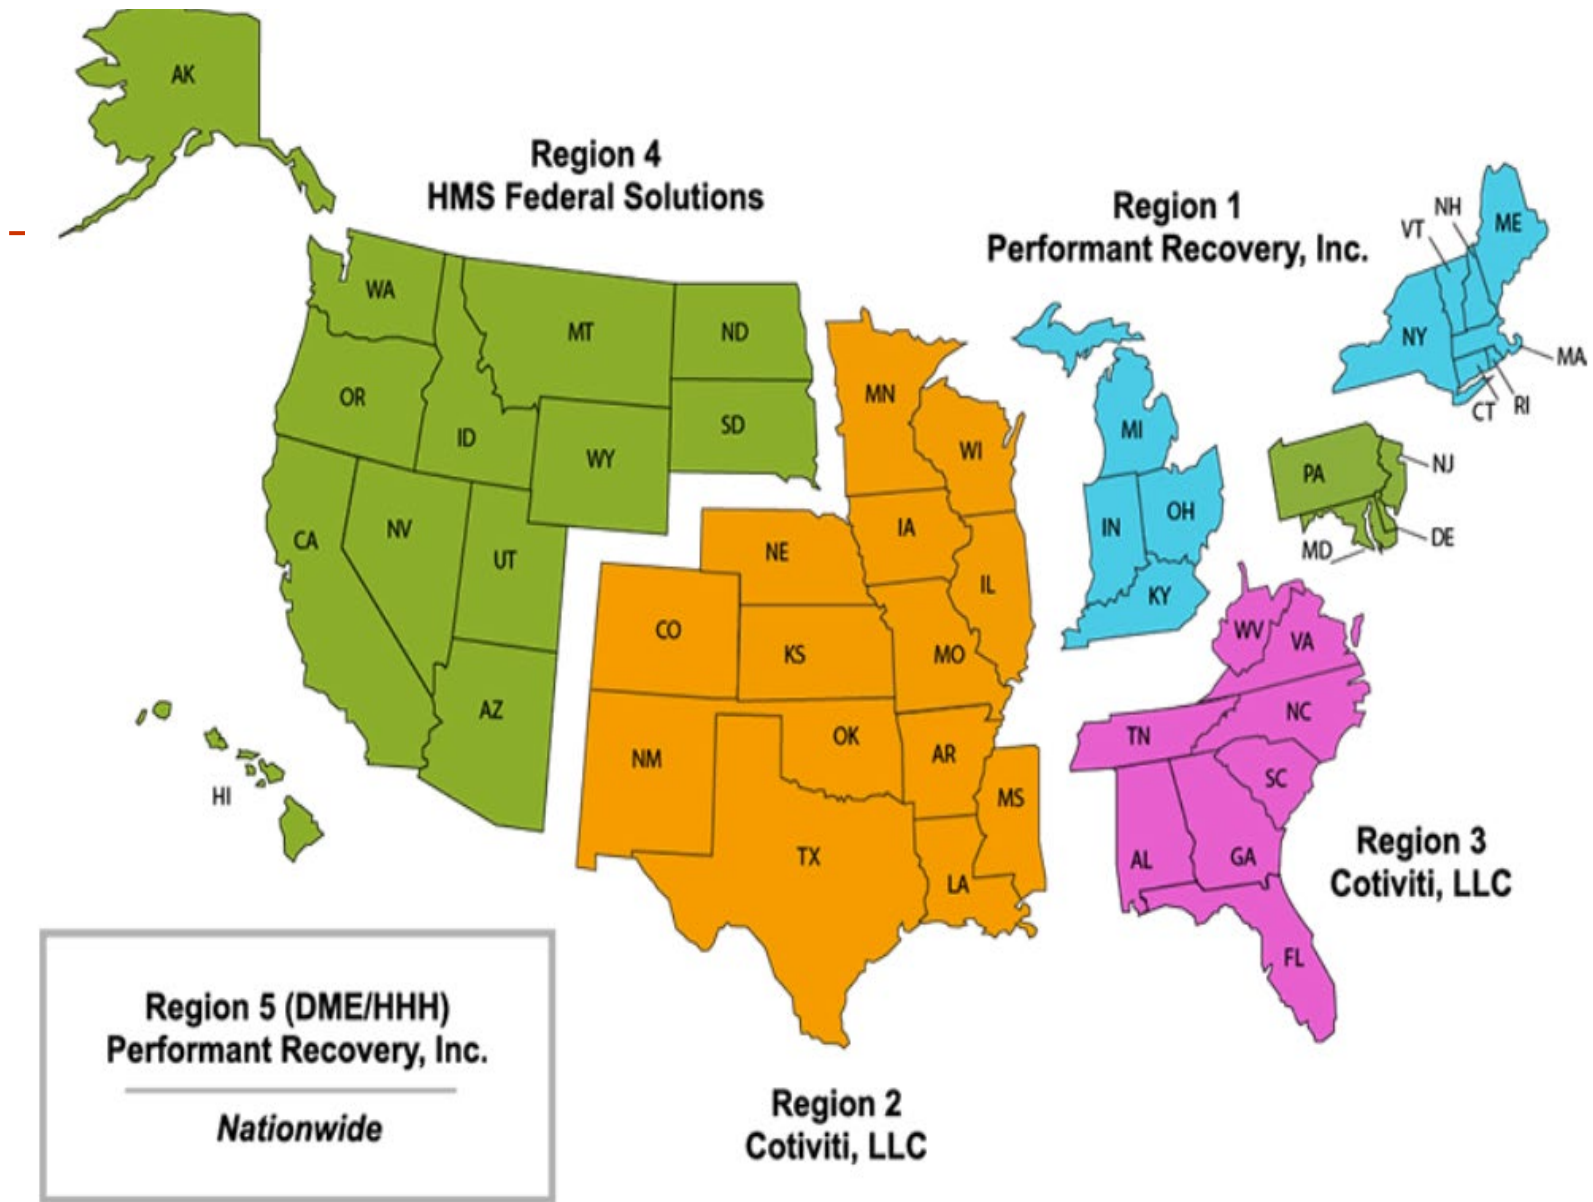 AK
Region 4
HMS Federal Solutions
Region 1
Performant Recovery, Inc.
NH
VT
ME
WA
MT
ND
NY
MA
OR
ID
SD
WY
MN
WI
MI
CT
RI
PA
NJ
CA
NV
UT
NE
IA
IL
IN
OH
MD
DE
KY
CO
KS
MO
WV
VA
AZ
NM
OK
AR
TN
NC
HI
TX
MS
LA
SC
AL
GA
FL
Region 3
Cotiviti, LLC
Region 5 (DME/HHH)
Performant Recovery, Inc.
Nationwide
Region 2
Cotiviti, LLC